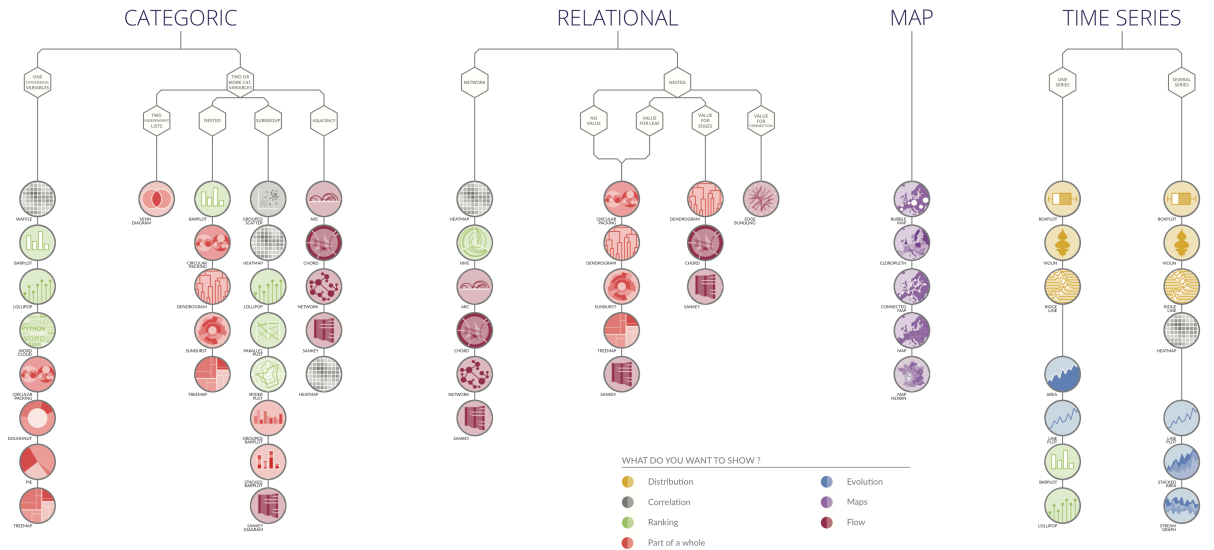 CATEGORIC
RELATIONAL
MAP
TIME SERIES
ONE
CATEGORICAL
VARIABLES
TWO OR
MORE CAT.
VARIABLES
TWO
INDEPENDENT
LISTS
NESTED
SUBGROUP
ADJACENCY
WAFFLE
BARPLOT
LOLLIPOP
PYTHON
WORD
WORD
CLOUD
CIRCULAR
PACKING
DOUGHNUT
PIE
TREEMAP
VENN
DIAGRAM
BARPLOT
CIRCULAR
PACKING
DENDROGRAM
SUNBURST
TREEMAP
GROUPED
SCATTER
HEATMAP
LOLLIPOP
PARALLEL
PLOT
SPIDER
PLOT
GROUPED
BARPLOT
STACKED
BARPLOT
SANKEY
DIAGRAM
ARC
CHORD
NETWORK
SANKEY
HEATMAP
NETWORK
NESTED
NO
VALUE
VALUE
FOR LEAF
VALUE
FOR
EDGES
VALUE
FOR
CONNECTION
HEATMAP
HIVE
ARC
CHORD
NETWORK
SANKEY
CIRCULAR
PACKING
DENDROGRAM
SUNBURST
TREEMAP
SANKEY
DENDROGRAM
CHORD
SANKEY
EDGE
BUNDLING
BUBBLE
MAP
CLOROPLETH
CONNECTED
MAP
MAP
MAP
HEXBIN
ONE
SERIES
SEVERAL
SERIES
BOXPLOT
VIOLIN
RIDGE
LINE
AREA
LINE
PLOT
BARPLOT
LOLLIPOP
BOXPLOT
VIOLIN
RIDGE
LINE
HEATMAP
LINE
PLOT
STACKED
AREA
STREAM
GRAPH
WHAT DO YOU WANT TO SHOW ?
Distribution
Correlation
Ranking
Part of a whole
Evolution
Maps
Flow